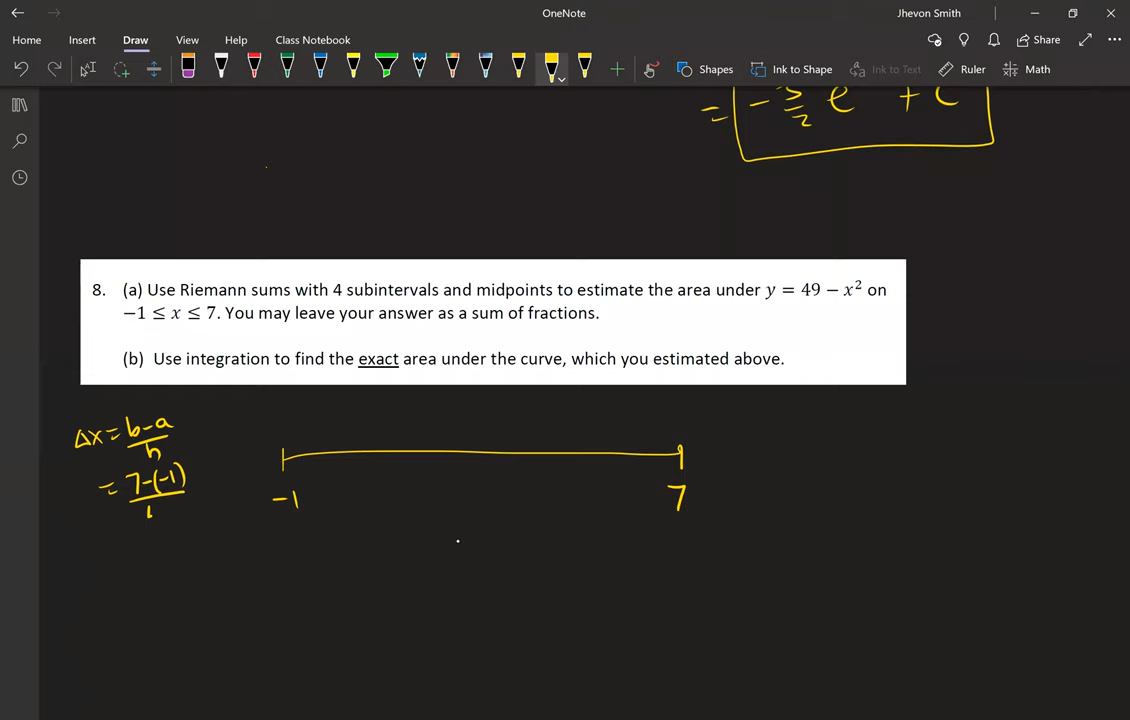 OneNote
Jhevon Smith
Home Insert Draw View Help Class Notebook
Share
Shapes Ink to Shape Ink to Text Ruler Math
= - 5/2 e + C
8. (a) Use Riemann sums with 4 subintervals and midpoints to estimate the area under y = 49 − x² on
−1 ≤ x ≤ 7. You may leave your answer as a sum of fractions.
(b) Use integration to find the exact area under the curve, which you estimated above.
Δx = b-a/n
= 7-(-1)/
-1 7